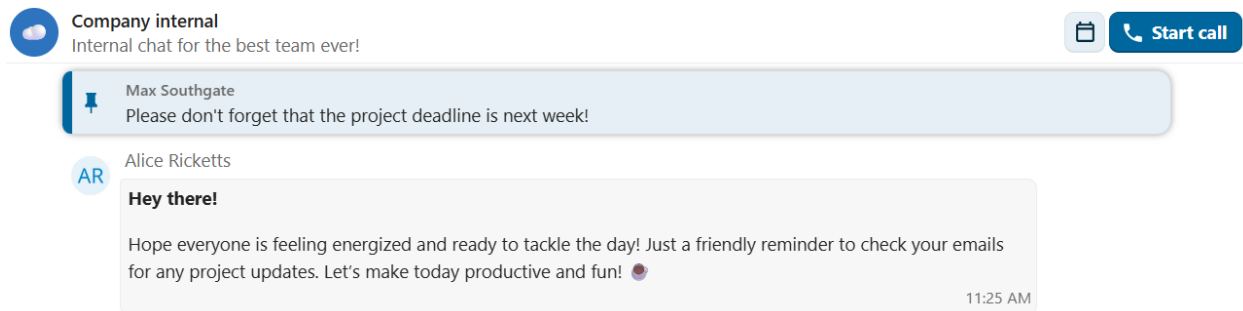 Company internal
Internal chat for the best team ever!
Start call
Max Southgate
Please don't forget that the project deadline is next week!
AR
Alice Ricketts
Hey there!
Hope everyone is feeling energized and ready to tackle the day! Just a friendly reminder to check your emails
for any project updates. Let's make today productive and fun!
11:25 AM